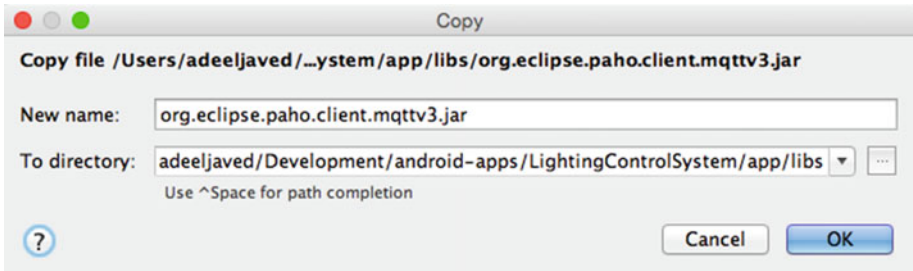 Copy
Copy file /Users/adeeljaved/...ystem/app/libs/org.eclipse.paho.client.mqttv3.jar
New name: org.eclipse.paho.client.mqttv3.jar
To directory: adeeljaved/Development/android-apps/LightingControlSystem/app/libs ...
Use ^Space for path completion
? Cancel OK